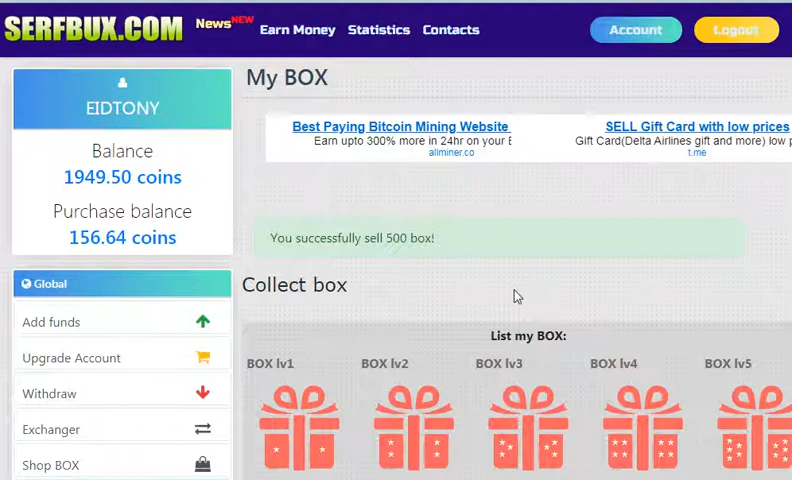 SERFBUX.COM
News NEW
Earn Money
Statistics
Contacts
Account
Logout
EIDTONY
Balance
1949.50 coins
Purchase balance
156.64 coins
Global
Add funds
Upgrade Account
Withdraw
Exchanger
Shop BOX
My BOX
Best Paying Bitcoin Mining Website
Earn upto 300% more in 24hr on your
allminer.co
SELL Gift Card with low prices
Gift Card(Delta Airlines gift and more) low
t.me
You successfully sell 500 box!
Collect box
List my BOX:
BOX lv1
BOX lv2
BOX lv3
BOX lv4
BOX lv5